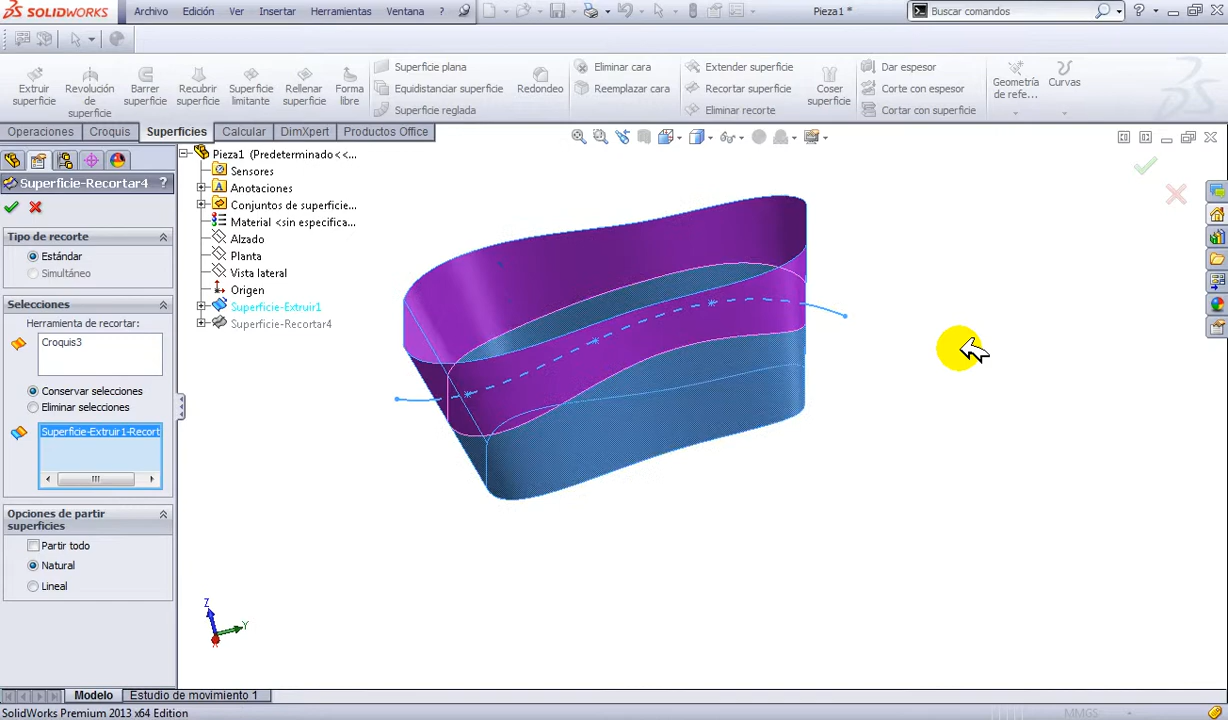 SOLIDWORKS
Archivo Edición Ver Insertar Herramientas Ventana ?
Pieza1 *
Buscar comandos
Extruir superficie
Revolución de superficie
Barrer superficie
Recubrir superficie
Superficie limitante
Rellenar superficie
Forma libre
Superficie plana
Equidistanciar superficie
Superficie reglada
Redondeo
Eliminar cara
Reemplazar cara
Extender superficie
Recortar superficie
Eliminar recorte
Coser superficie
Dar espesor
Corte con espesor
Cortar con superficie
Geometría de refe...
Curvas
Operaciones Croquis Superficies Calcular DimXpert Productos Office
Superficie-Recortar4 ?
Tipo de recorte
Estándar
Simultáneo
Selecciones
Herramienta de recortar:
Croquis3
Conservar selecciones
Eliminar selecciones
Superficie-Extruir1-Recort
Opciones de partir superficies
Partir todo
Natural
Lineal
Pieza1 (Predeterminado<<...
Sensores
Anotaciones
Conjuntos de superficie...
Material <sin especifica...
Alzado
Planta
Vista lateral
Origen
Superficie-Extruir1
Superficie-Recortar4
Z
Y
X
Modelo Estudio de movimiento 1
SolidWorks Premium 2013 x64 Edition
MMGS